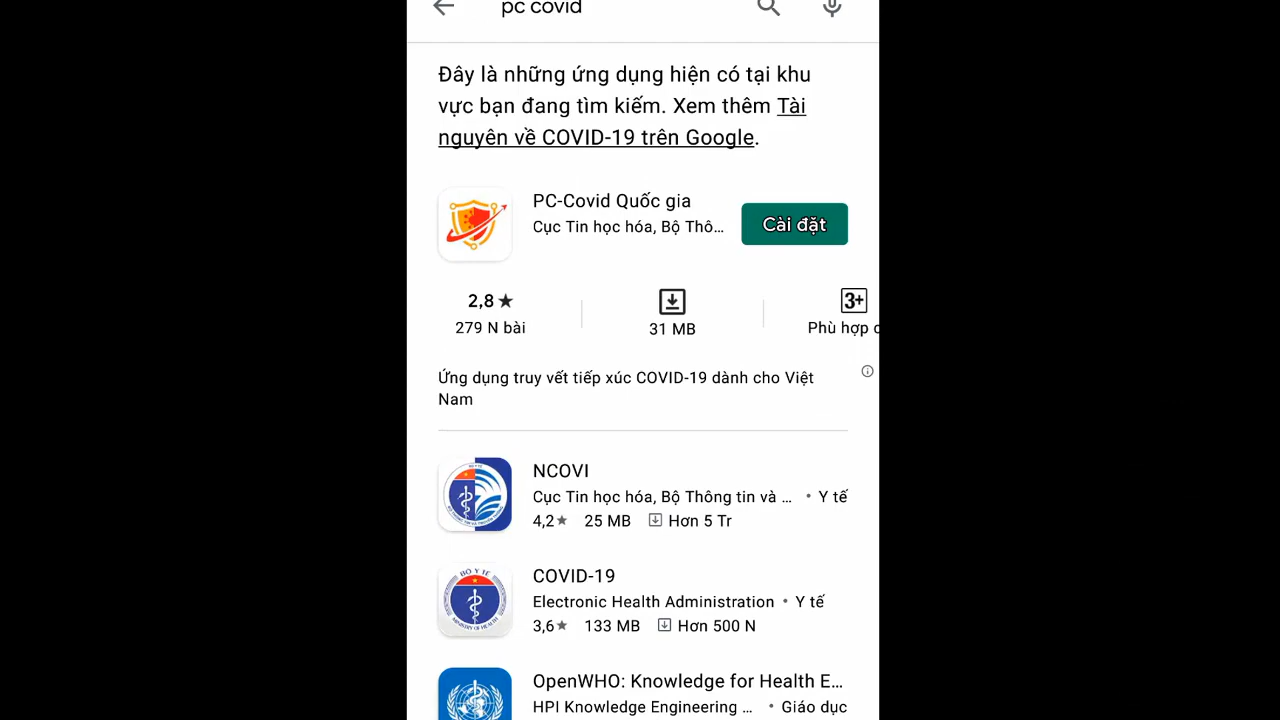 pc covid
Đây là những ứng dụng hiện có tại khu
vực bạn đang tìm kiếm. Xem thêm Tài
nguyên về COVID-19 trên Google.
PC-Covid Quốc gia
Cục Tin học hóa, Bộ Thô...
Cài đặt
2,8★
279 N bài
31 MB
3+
Phù hợp
Ứng dụng truy vết tiếp xúc COVID-19 dành cho Việt
Nam
NCOVI
Cục Tin học hóa, Bộ Thông tin và ... • Y tế
4,2★ 25 MB Hơn 5 Tr
COVID-19
Electronic Health Administration • Y tế
3,6★ 133 MB Hơn 500 N
BỘ Y TẾ
MINISTRY OF HEALTH
OpenWHO: Knowledge for Health E...
HPI Knowledge Engineering ... • Giáo dục